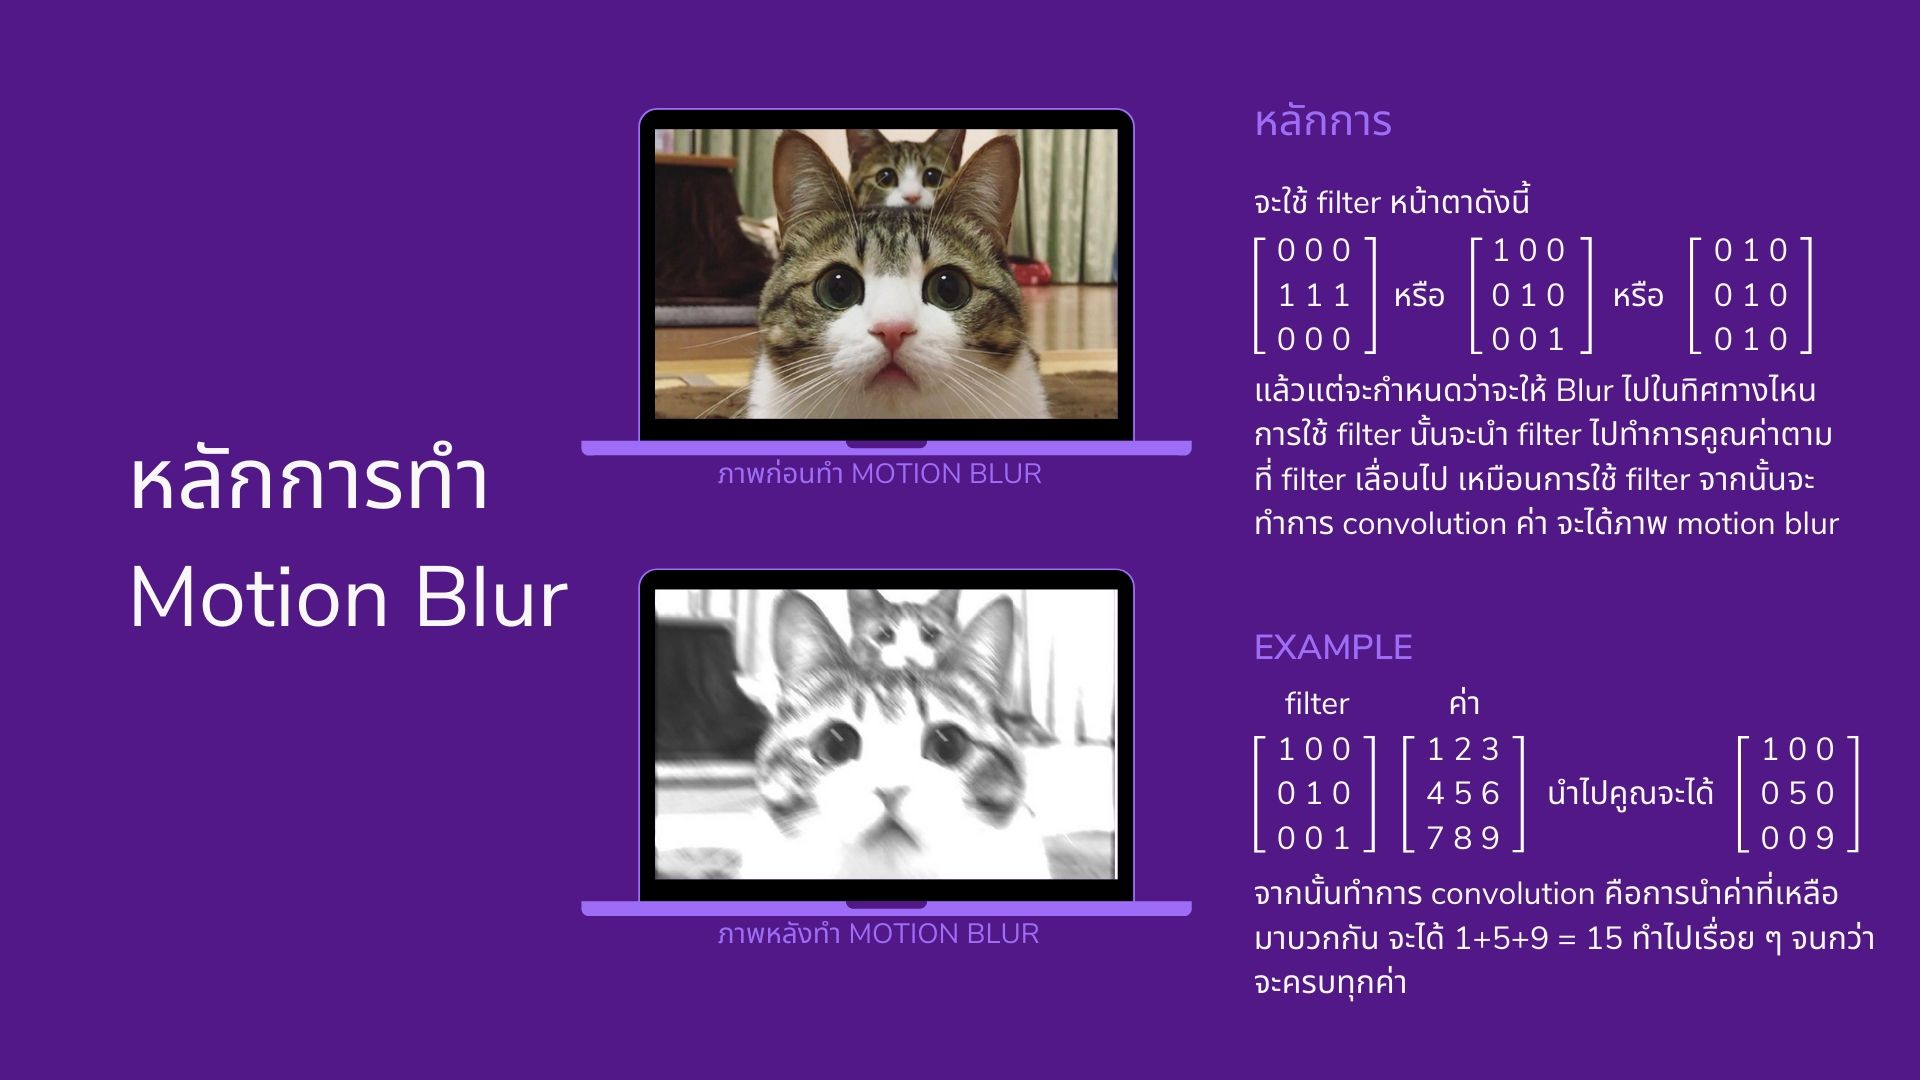 หลักการทำ
Motion Blur
ภาพก่อนทำ MOTION BLUR
ภาพหลังทำ MOTION BLUR
หลักการ
จะใช้ filter หน้าตาดังนี้
0 0 0 1 0 0 0 1 0
1 1 1 หรือ 0 1 0 หรือ 0 1 0
0 0 0 0 0 1 0 1 0
แล้วแต่จะกำหนดว่าจะให้ Blur ไปในทิศทางไหน
การใช้ filter นั้นจะนำ filter ไปทำการคูณค่าตาม
ที่ filter เลื่อนไป เหมือนการใช้ filter จากนั้นจะ
ทำการ convolution ค่า จะได้ภาพ motion blur
EXAMPLE
filter ค่า
1 0 0 1 2 3 1 0 0
0 1 0 4 5 6 นำไปคูณจะได้ 0 5 0
0 0 1 7 8 9 0 0 9
จากนั้นทำการ convolution คือการนำค่าที่เหลือ
มาบวกกัน จะได้ 1+5+9 = 15 ทำไปเรื่อย ๆ จนกว่า
จะครบทุกค่า